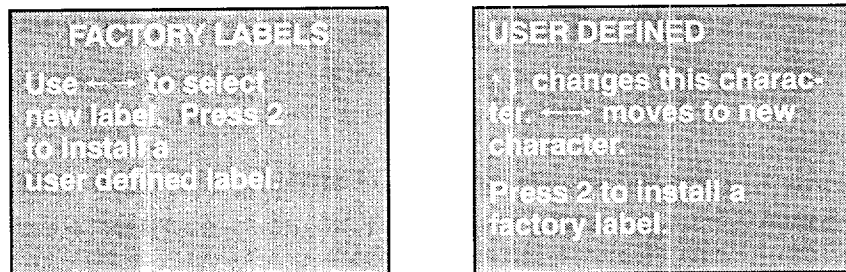 FACTORY LABELS
Use ←→ to select
new label. Press 2
to install a
user defined label.
USER DEFINED
↑↓ changes this charac-
ter. ←→ moves to new
character.
Press 2 to install a
factory label.